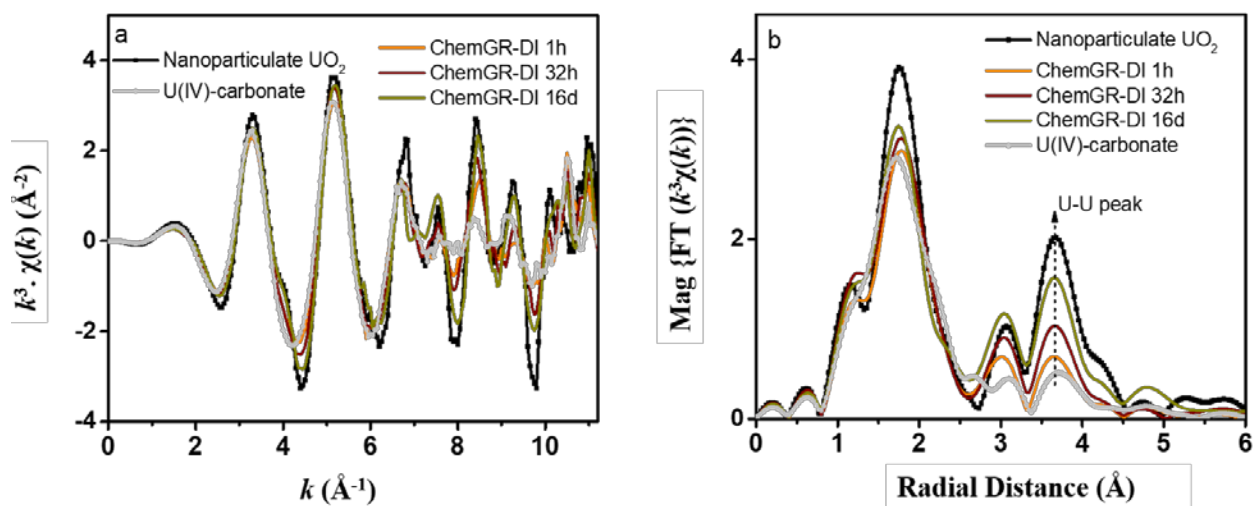 a
Nanoparticulate UO₂
U(IV)-carbonate
ChemGR-DI 1h
ChemGR-DI 32h
ChemGR-DI 16d
4
2
0
-2
-4
k³. χ(k) (Å⁻²)
0 2 4 6 8 10
k (Å⁻¹)
b
Nanoparticulate UO₂
ChemGR-DI 1h
ChemGR-DI 32h
ChemGR-DI 16d
U(IV)-carbonate
U-U peak
4
2
0
Mag {FT (k³χ(k))}
0 1 2 3 4 5 6
Radial Distance (Å)